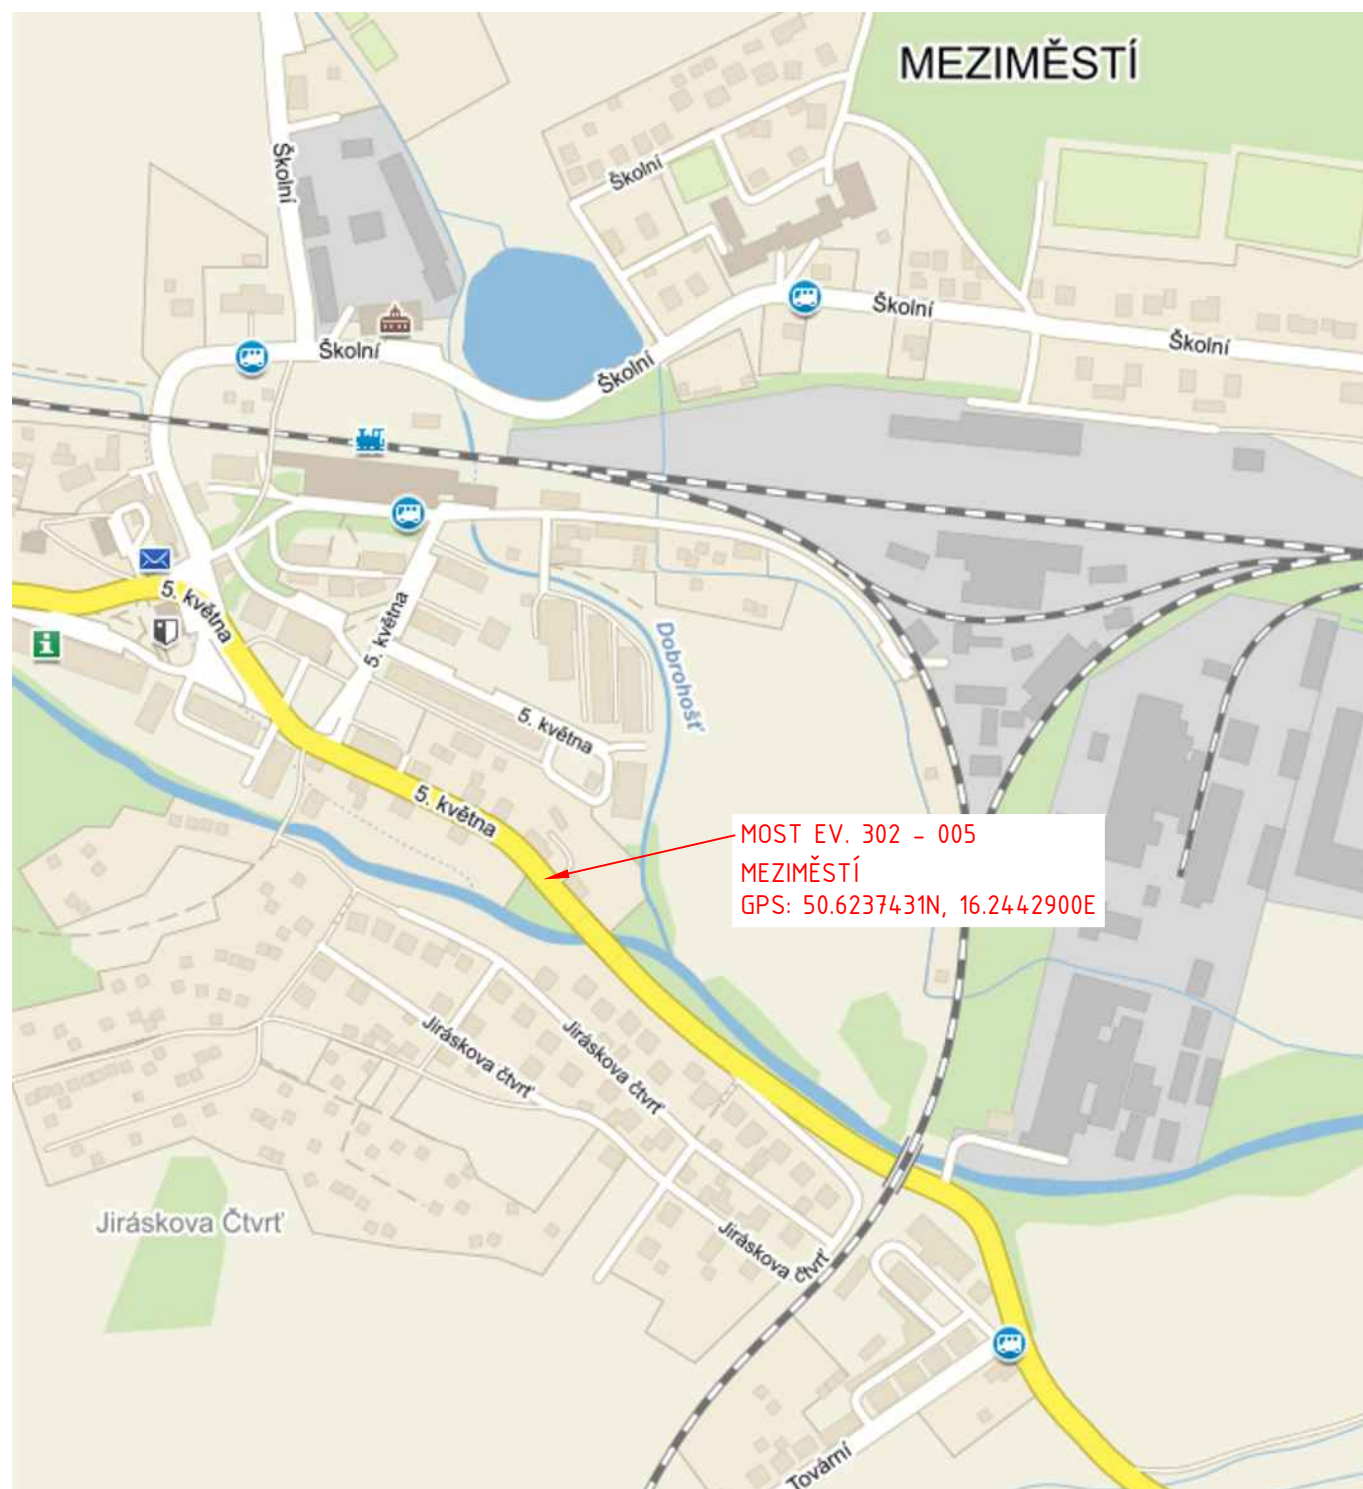 MEZIMĚSTÍ
Školní
Školní
Školní
Školní
Školní
Školní
5. května
5. května
Dobrohošť
5. května
5. května
MOST EV. 302 - 005
MEZIMĚSTÍ
GPS: 50.6237431N, 16.2442900E
Jiráskova čtvrť
Jiráskova čtvrť
Jiráskova Čtvrť
Jiráskova čtvrť
Tovární